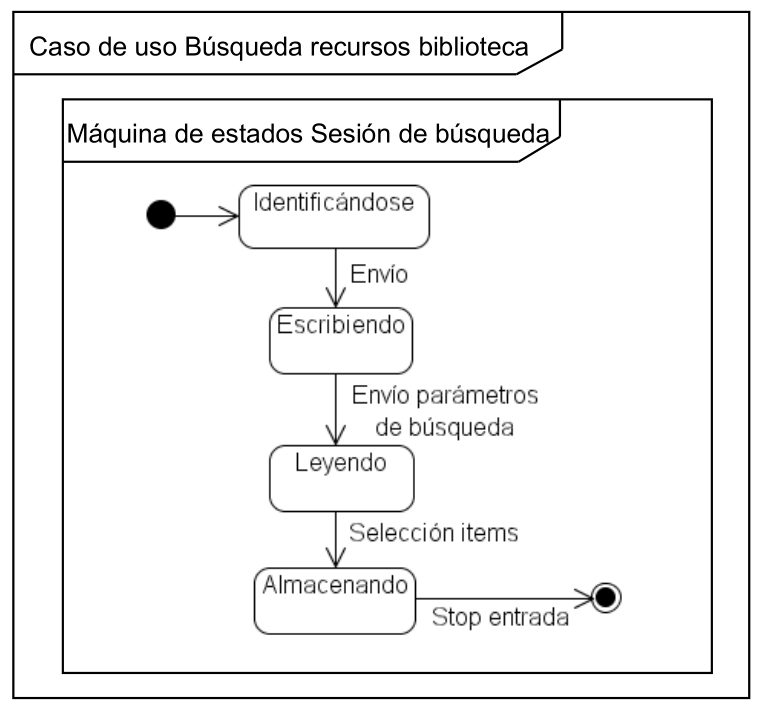 Caso de uso Búsqueda recursos biblioteca
Máquina de estados Sesión de búsqueda
Identificándose
Envío
Escribiendo
Envío parámetros
de búsqueda
Leyendo
Selección items
Almacenando
Stop entrada